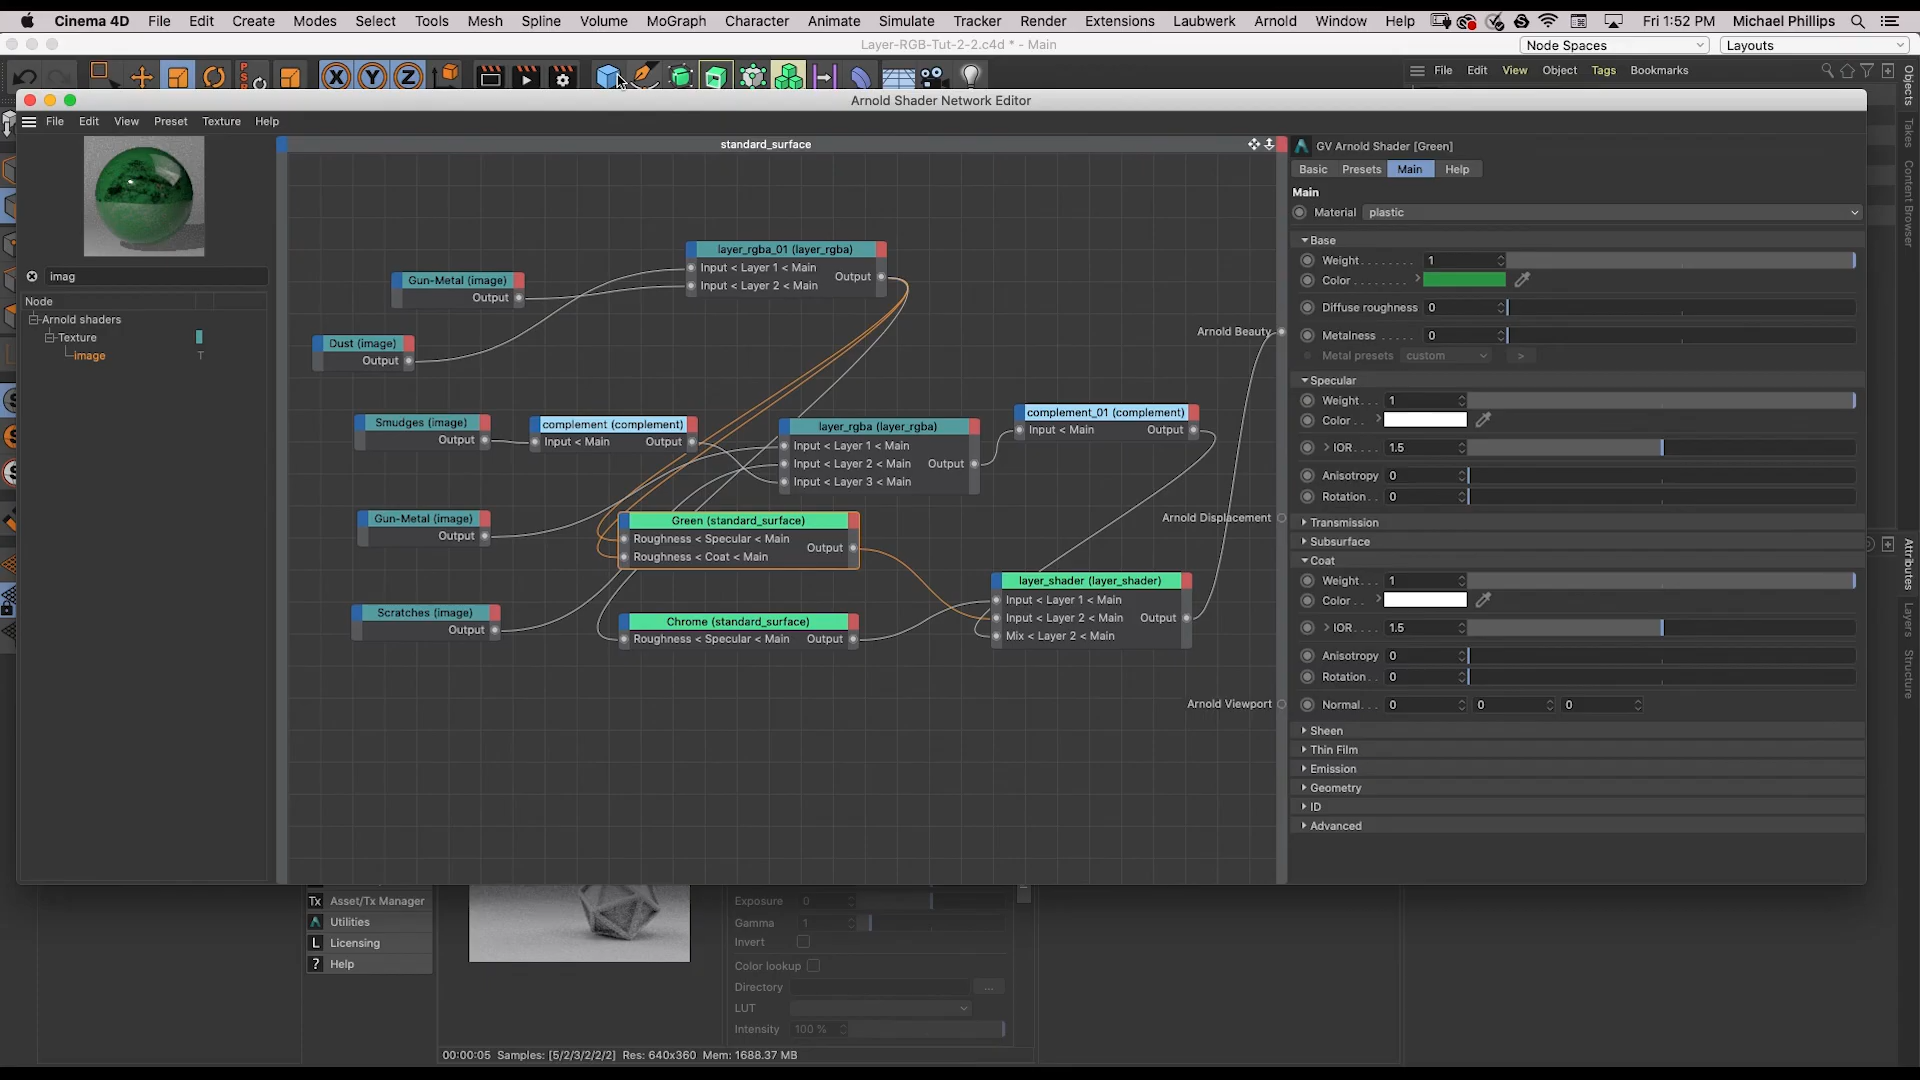 Cinema 4D File Edit Create Modes Select Tools Mesh Spline Volume MoGraph Character Animate Simulate Tracker Render Extensions Laubwerk Arnold Window Help Fri 1:52 PM Michael Phillips
Layer-RGB-Tut-2-2.c4d * - Main
Node Spaces
Layouts
X Y Z
File Edit View Object Tags Bookmarks
Arnold Shader Network Editor
File Edit View Preset Texture Help
standard_surface
imag
Node
Arnold shaders
Texture
image T
layer_rgba_01 (layer_rgba)
Input < Layer 1 < Main
Input < Layer 2 < Main
Output
Gun-Metal (image)
Output
Dust (image)
Output
Smudges (image)
Output
complement (complement)
Input < Main Output
layer_rgba (layer_rgba)
Input < Layer 1 < Main
Input < Layer 2 < Main Output
Input < Layer 3 < Main
complement_01 (complement)
Input < Main Output
Gun-Metal (image)
Output
Green (standard_surface)
Roughness < Specular < Main
Roughness < Coat < Main
Output
Scratches (image)
Output
Chrome (standard_surface)
Roughness < Specular < Main Output
layer_shader (layer_shader)
Input < Layer 1 < Main
Input < Layer 2 < Main Output
Mix < Layer 2 < Main
Arnold Beauty
Arnold Displacement
Arnold Viewport
GV Arnold Shader [Green]
Basic Presets Main Help
Main
Material plastic
Base
Weight........ 1
Color.........
Diffuse roughness 0
Metalness..... 0
Metal presets custom >
Specular
Weight... 1
Color...
IOR.... 1.5
Anisotropy 0
Rotation.. 0
Transmission
Subsurface
Coat
Weight... 1
Color...
IOR.... 1.5
Anisotropy 0
Rotation.. 0
Normal... 0 0 0
Sheen
Thin Film
Emission
Geometry
ID
Advanced
Objects
Takes
Content Browser
Attributes
Layers
Structure
Tx Asset/Tx Manager
Utilities
L Licensing
? Help
Exposure 0
Gamma 1
Invert
Color lookup
Directory ...
LUT
Intensity 100 %
00:00:05 Samples: [5/2/3/2/2/2] Res: 640x360 Mem: 1688.37 MB